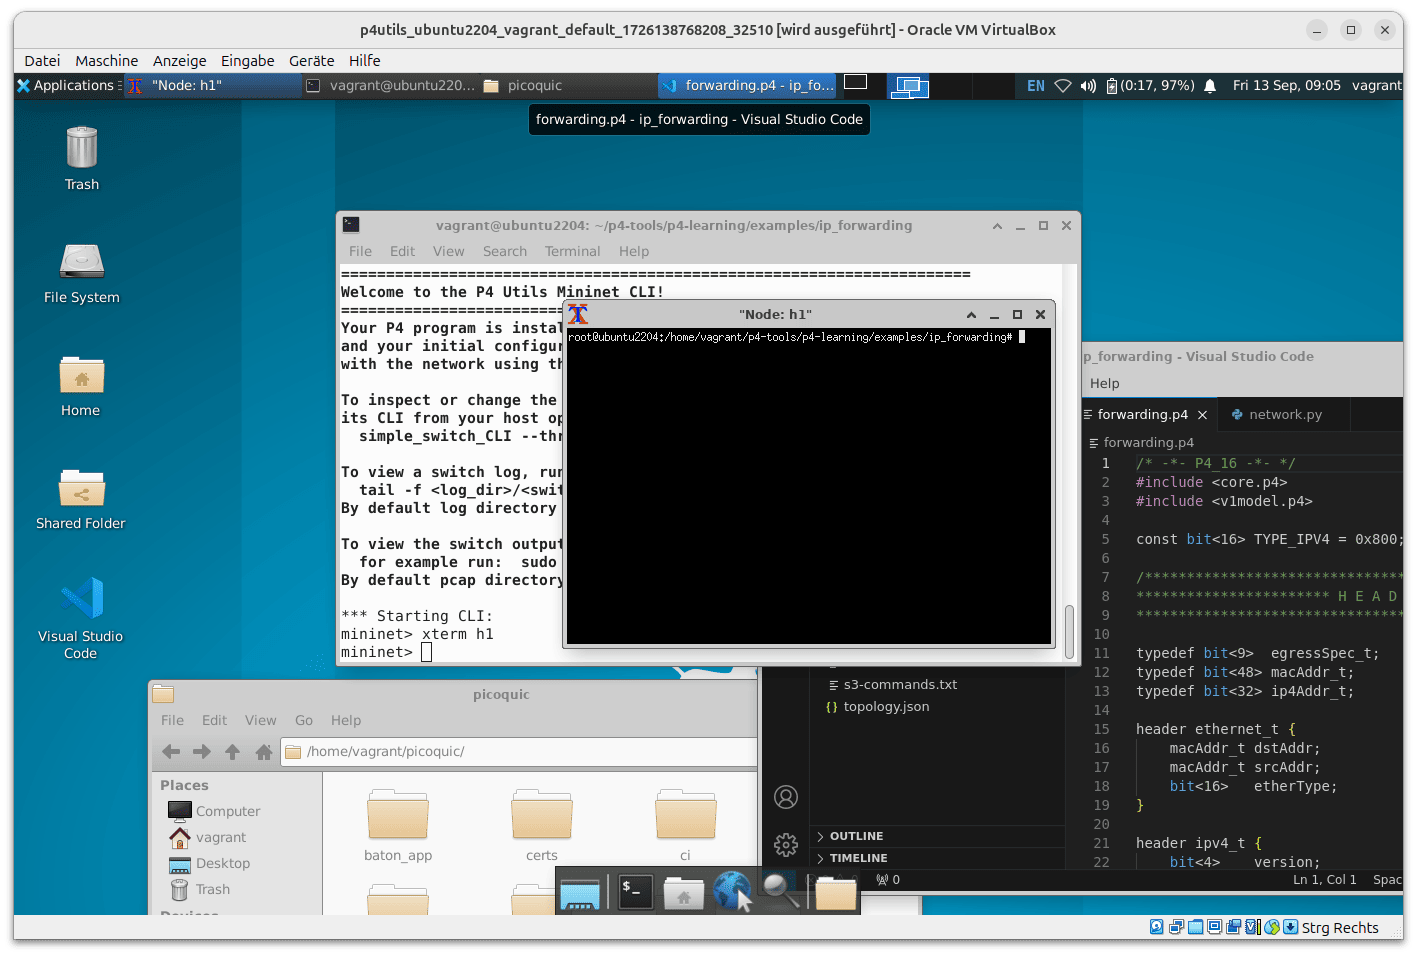 p4utils_ubuntu2204_vagrant_default_1726138768208_32510 [wird ausgeführt] - Oracle VM VirtualBox
Datei Maschine Anzeige Eingabe Geräte Hilfe
Applications "Node: h1" vagrant@ubuntu220... picoquic forwarding.p4 - ip_fo... EN (0:17, 97%) Fri 13 Sep, 09:05 vagrant
forwarding.p4 - ip_forwarding - Visual Studio Code
Trash
File System
Home
Shared Folder
Visual Studio
Code
vagrant@ubuntu2204: ~/p4-tools/p4-learning/examples/ip_forwarding
File Edit View Search Terminal Help
======================================================================
Welcome to the P4 Utils Mininet CLI!
=========================
Your P4 program is instal
and your initial configur
with the network using th
To inspect or change the
its CLI from your host op
simple_switch_CLI --thr
To view a switch log, run
tail -f <log_dir>/<swit
By default log directory
To view the switch output
for example run:  sudo
By default pcap directory
*** Starting CLI:
mininet> xterm h1
mininet>
"Node: h1"
root@ubuntu2204:/home/vagrant/p4-tools/p4-learning/examples/ip_forwarding#
p_forwarding - Visual Studio Code
Help
forwarding.p4 network.py
forwarding.p4
1 /* -*- P4_16 -*- */
2 #include <core.p4>
3 #include <v1model.p4>
4
5 const bit<16> TYPE_IPV4 = 0x800;
6
7 /*******************************
8 *********************** H E A D
9 ********************************
10
11 typedef bit<9>  egressSpec_t;
12 typedef bit<48> macAddr_t;
13 typedef bit<32> ip4Addr_t;
14
15 header ethernet_t {
16 macAddr_t dstAddr;
17 macAddr_t srcAddr;
18 bit<16>   etherType;
19 }
20
21 header ipv4_t {
22 bit<4>    version;
s3-commands.txt
topology.json
OUTLINE
TIMELINE
0
Ln 1, Col 1 Spac
picoquic
File Edit View Go Help
/home/vagrant/picoquic/
Places
Computer
vagrant
Desktop
Trash
baton_app certs ci
Strg Rechts